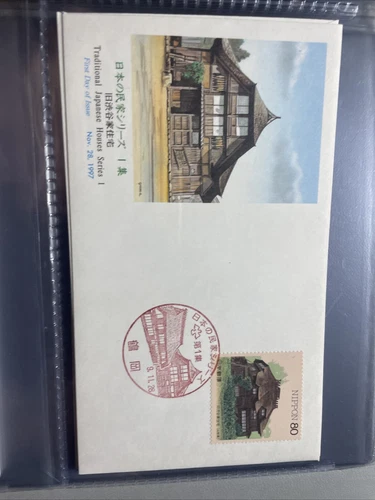 日本の民家シリーズ 1 集
旧渋谷家住宅
Traditional Japanese Houses Series 1
First Day of Issue Nov. 28, 1997
日本の民家シリーズ
第1集
鶴岡
9.11.28
NIPPON 80